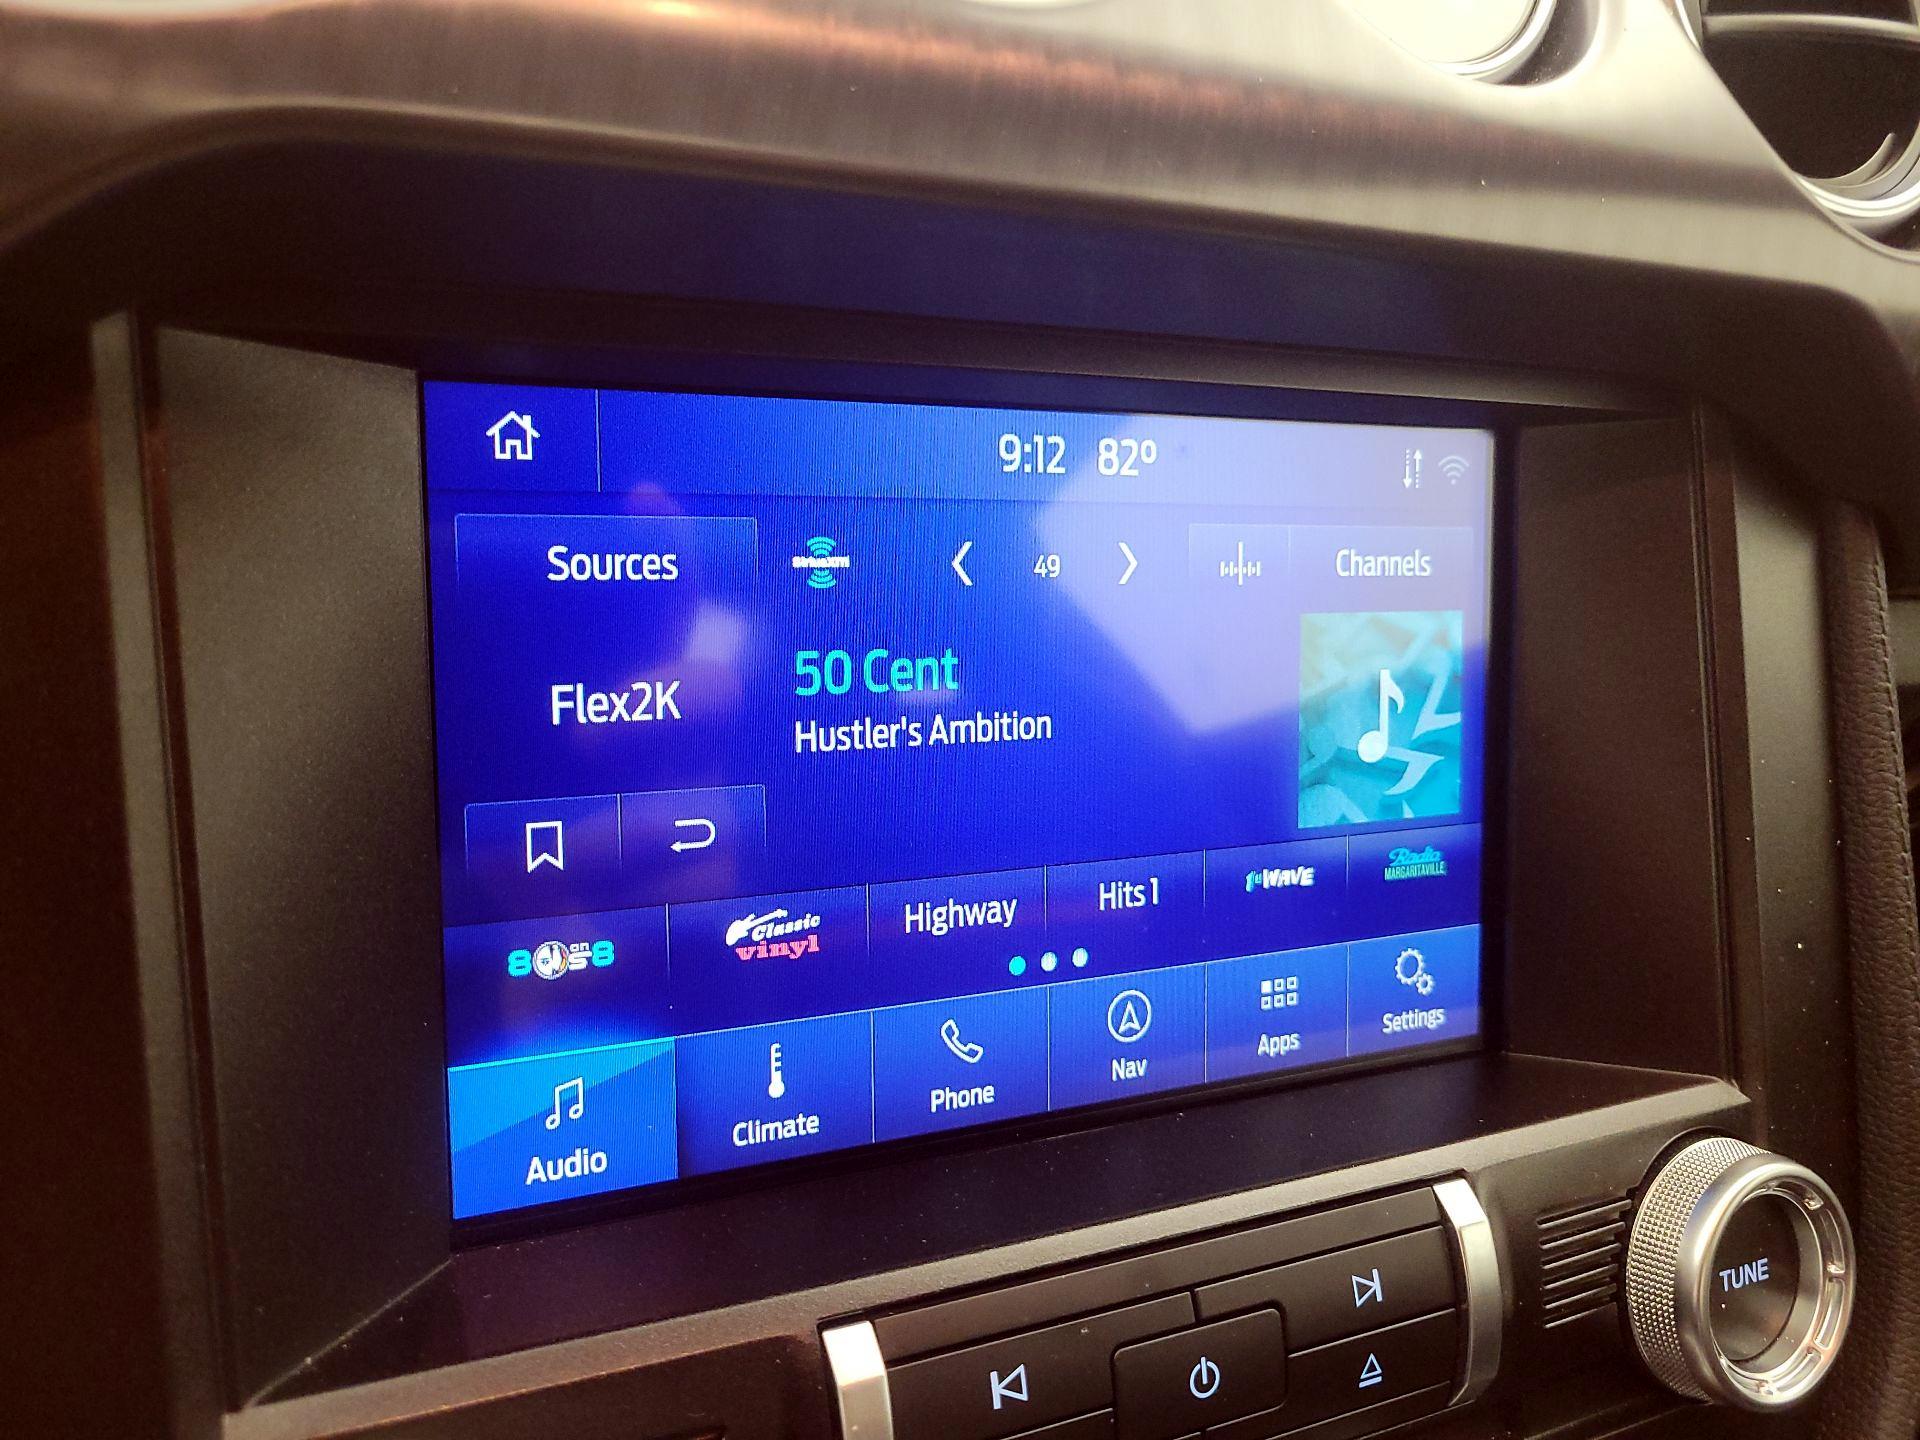 9:12 82°
Sources
SiriusXM
49
Channels
Flex2K
50 Cent
Hustler's Ambition
80s on 8
Classic
vinyl
Highway
Hits 1
1st WAVE
Radio
MARGARITAVILLE
Audio
Climate
Phone
Nav
Apps
Settings
TUNE